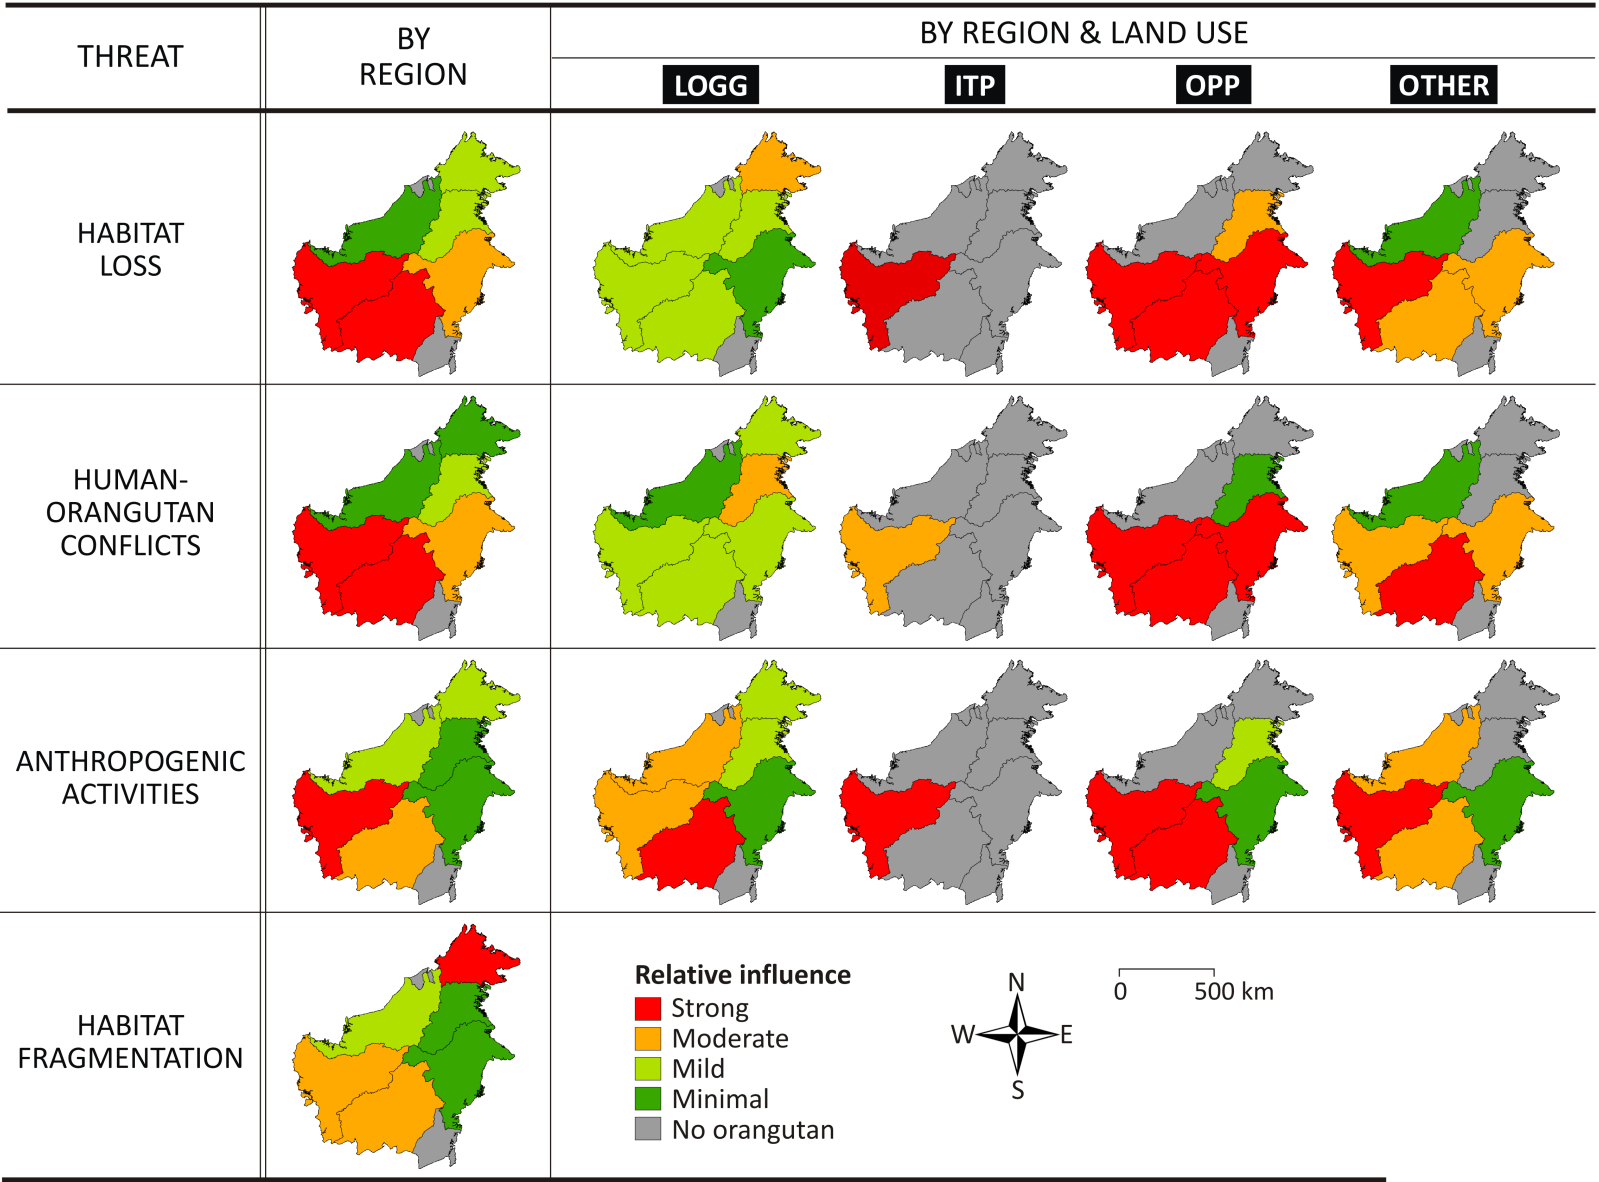 THREAT
BY
REGION
BY REGION & LAND USE
LOGG
ITP
OPP
OTHER
HABITAT
LOSS
HUMAN-
ORANGUTAN
CONFLICTS
ANTHROPOGENIC
ACTIVITIES
HABITAT
FRAGMENTATION
Relative influence
Strong
Moderate
Mild
Minimal
No orangutan
N
W
E
S
0
500 km